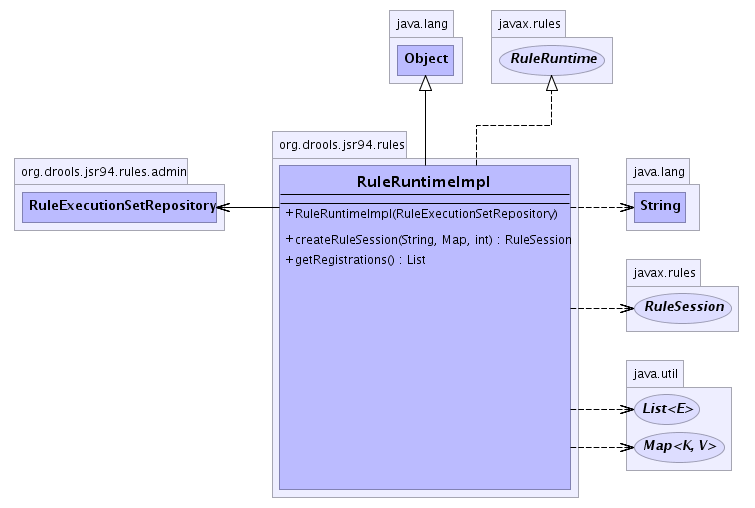 java.lang
Object
javax.rules
RuleRuntime
org.drools.jsr94.rules.admin
RuleExecutionSetRepository
org.drools.jsr94.rules
RuleRuntimeImpl
+RuleRuntimeImpl(RuleExecutionSetRepository)
+createRuleSession(String, Map, int) : RuleSession
+getRegistrations() : List
java.lang
String
javax.rules
RuleSession
java.util
List<E>
Map<K, V>